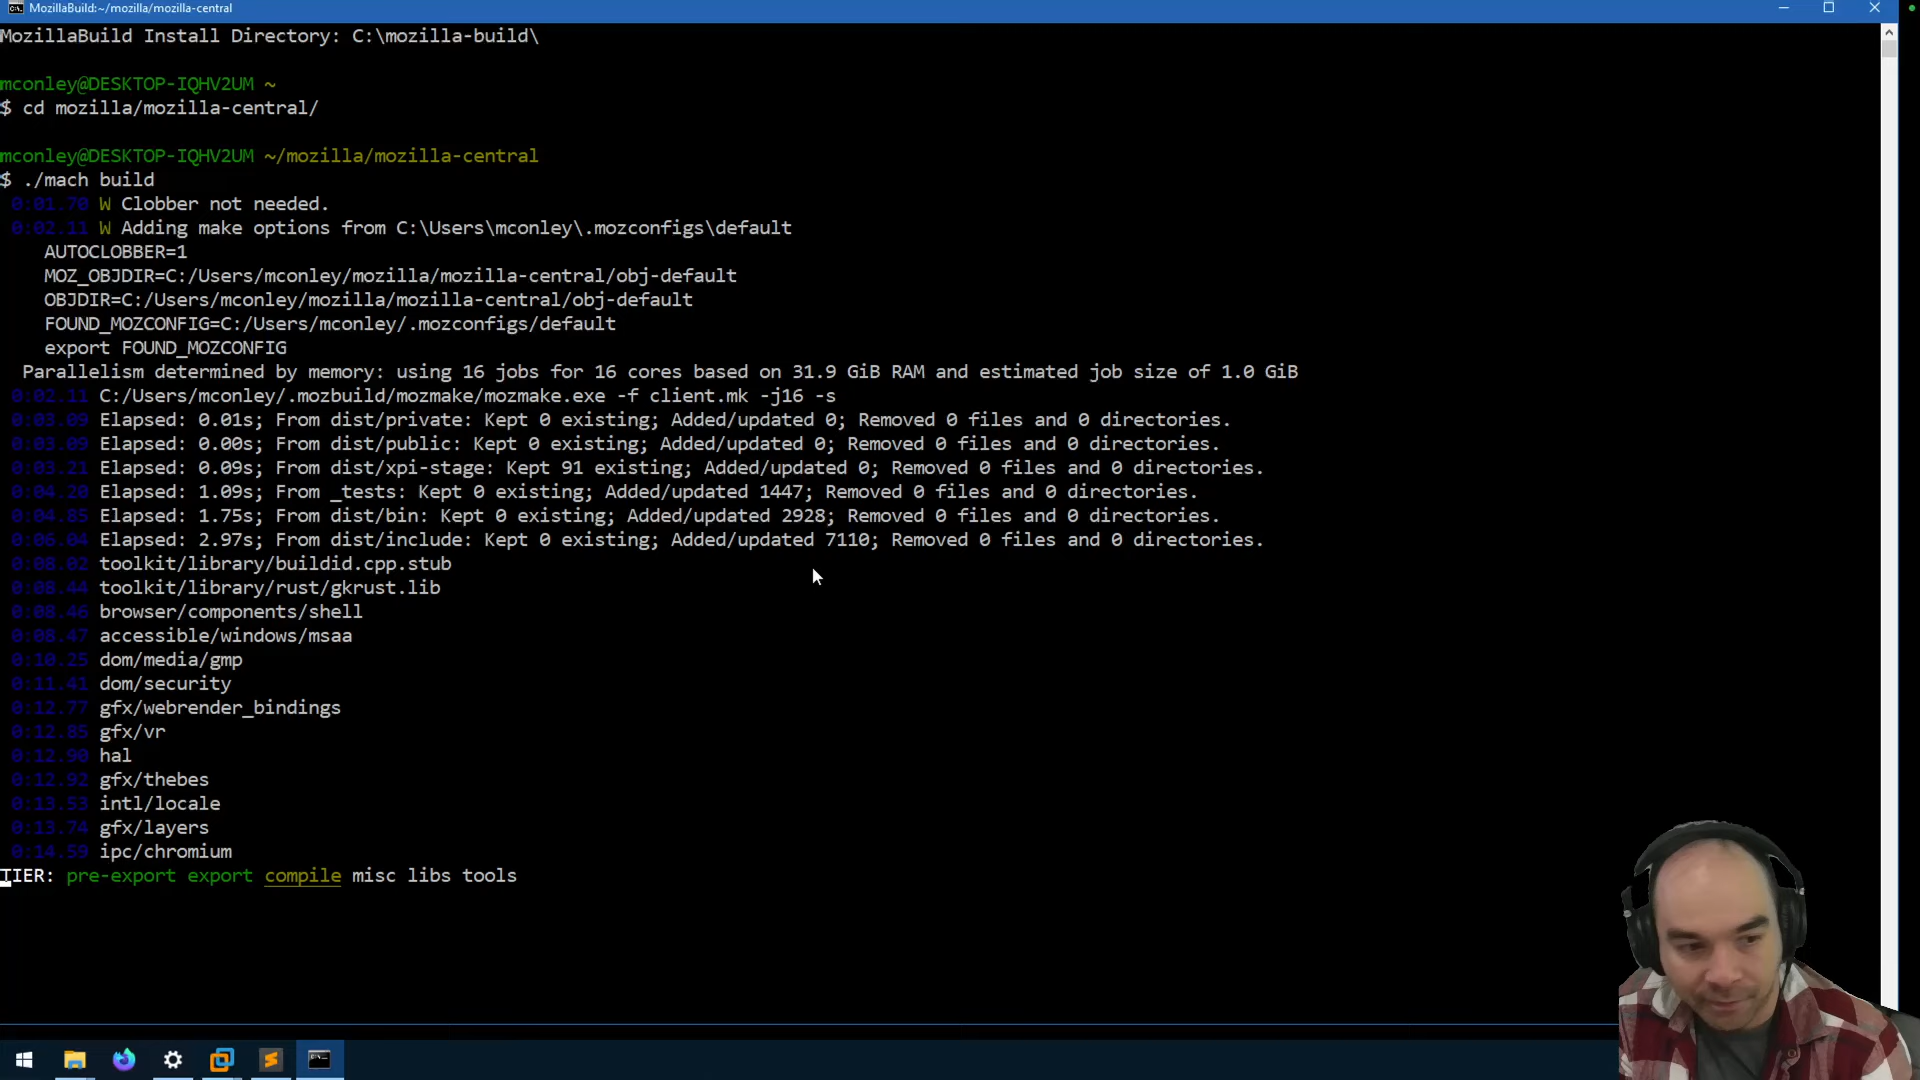 MozillaBuild:~/mozilla/mozilla-central
MozillaBuild Install Directory: C:\mozilla-build\
mconley@DESKTOP-IQHV2UM ~
$ cd mozilla/mozilla-central/
mconley@DESKTOP-IQHV2UM ~/mozilla/mozilla-central
$ ./mach build
0:01.70 W Clobber not needed.
0:02.11 W Adding make options from C:\Users\mconley\.mozconfigs\default
AUTOCLOBBER=1
MOZ_OBJDIR=C:/Users/mconley/mozilla/mozilla-central/obj-default
OBJDIR=C:/Users/mconley/mozilla/mozilla-central/obj-default
FOUND_MOZCONFIG=C:/Users/mconley/.mozconfigs/default
export FOUND_MOZCONFIG
Parallelism determined by memory: using 16 jobs for 16 cores based on 31.9 GiB RAM and estimated job size of 1.0 GiB
0:02.11 C:/Users/mconley/.mozbuild/mozmake/mozmake.exe -f client.mk -j16 -s
0:03.09 Elapsed: 0.01s; From dist/private: Kept 0 existing; Added/updated 0; Removed 0 files and 0 directories.
0:03.09 Elapsed: 0.00s; From dist/public: Kept 0 existing; Added/updated 0; Removed 0 files and 0 directories.
0:03.21 Elapsed: 0.09s; From dist/xpi-stage: Kept 91 existing; Added/updated 0; Removed 0 files and 0 directories.
0:04.20 Elapsed: 1.09s; From _tests: Kept 0 existing; Added/updated 1447; Removed 0 files and 0 directories.
0:04.85 Elapsed: 1.75s; From dist/bin: Kept 0 existing; Added/updated 2928; Removed 0 files and 0 directories.
0:06.04 Elapsed: 2.97s; From dist/include: Kept 0 existing; Added/updated 7110; Removed 0 files and 0 directories.
0:08.02 toolkit/library/buildid.cpp.stub
0:08.44 toolkit/library/rust/gkrust.lib
0:08.46 browser/components/shell
0:08.47 accessible/windows/msaa
0:10.25 dom/media/gmp
0:11.41 dom/security
0:12.77 gfx/webrender_bindings
0:12.85 gfx/vr
0:12.90 hal
0:12.92 gfx/thebes
0:13.53 intl/locale
0:13.74 gfx/layers
0:14.59 ipc/chromium
TIER: pre-export export compile misc libs tools